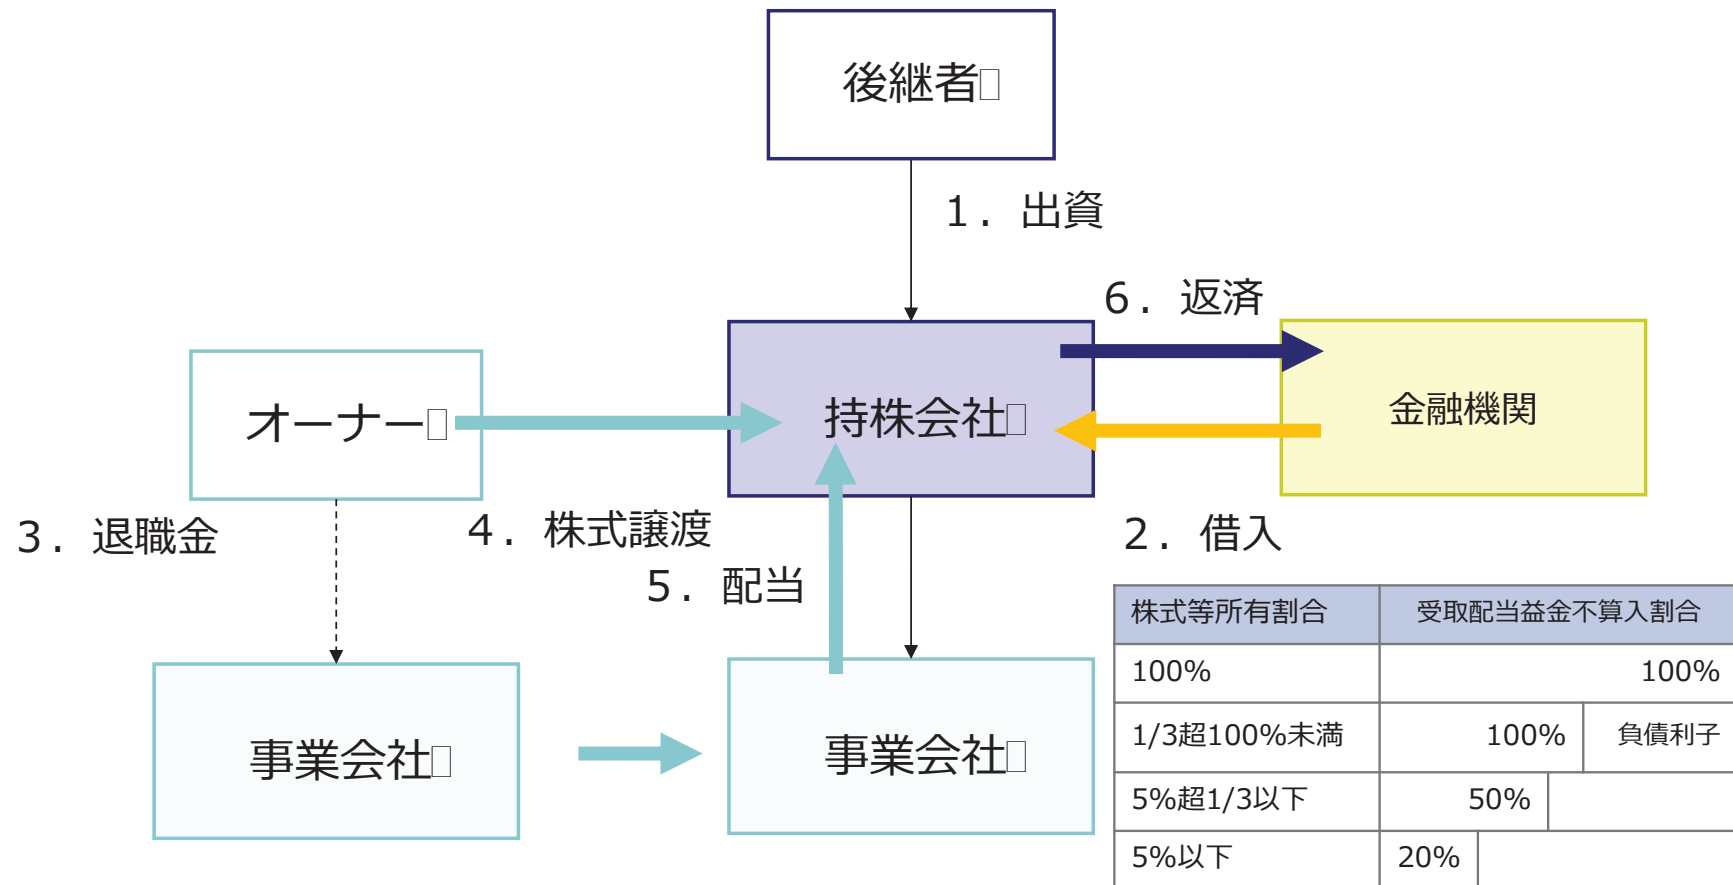 後継者
1. 出資
6. 返済
オーナー
持株会社
金融機関
3. 退職金
4. 株式譲渡
2. 借入
5. 配当
事業会社
事業会社
株式等所有割合 受取配当益金不算入割合
100% 100%
1/3超100%未満 100% 負債利子
5%超1/3以下 50%
5%以下 20%